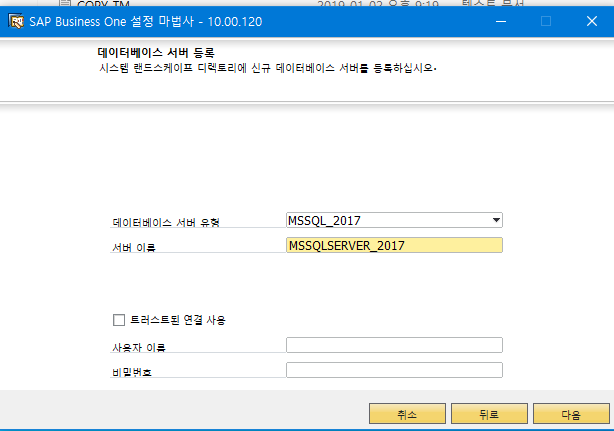 COPY_TM 2019-01-02 오후 9:19 텍스트 문서
SAP Business One 설정 마법사 - 10.00.120
데이터베이스 서버 등록
시스템 랜드스케이프 디렉토리에 신규 데이터베이스 서버를 등록하십시오.
데이터베이스 서버 유형 MSSQL_2017
서버 이름 MSSQLSERVER_2017
트러스트된 연결 사용
사용자 이름
비밀번호
취소 뒤로 다음